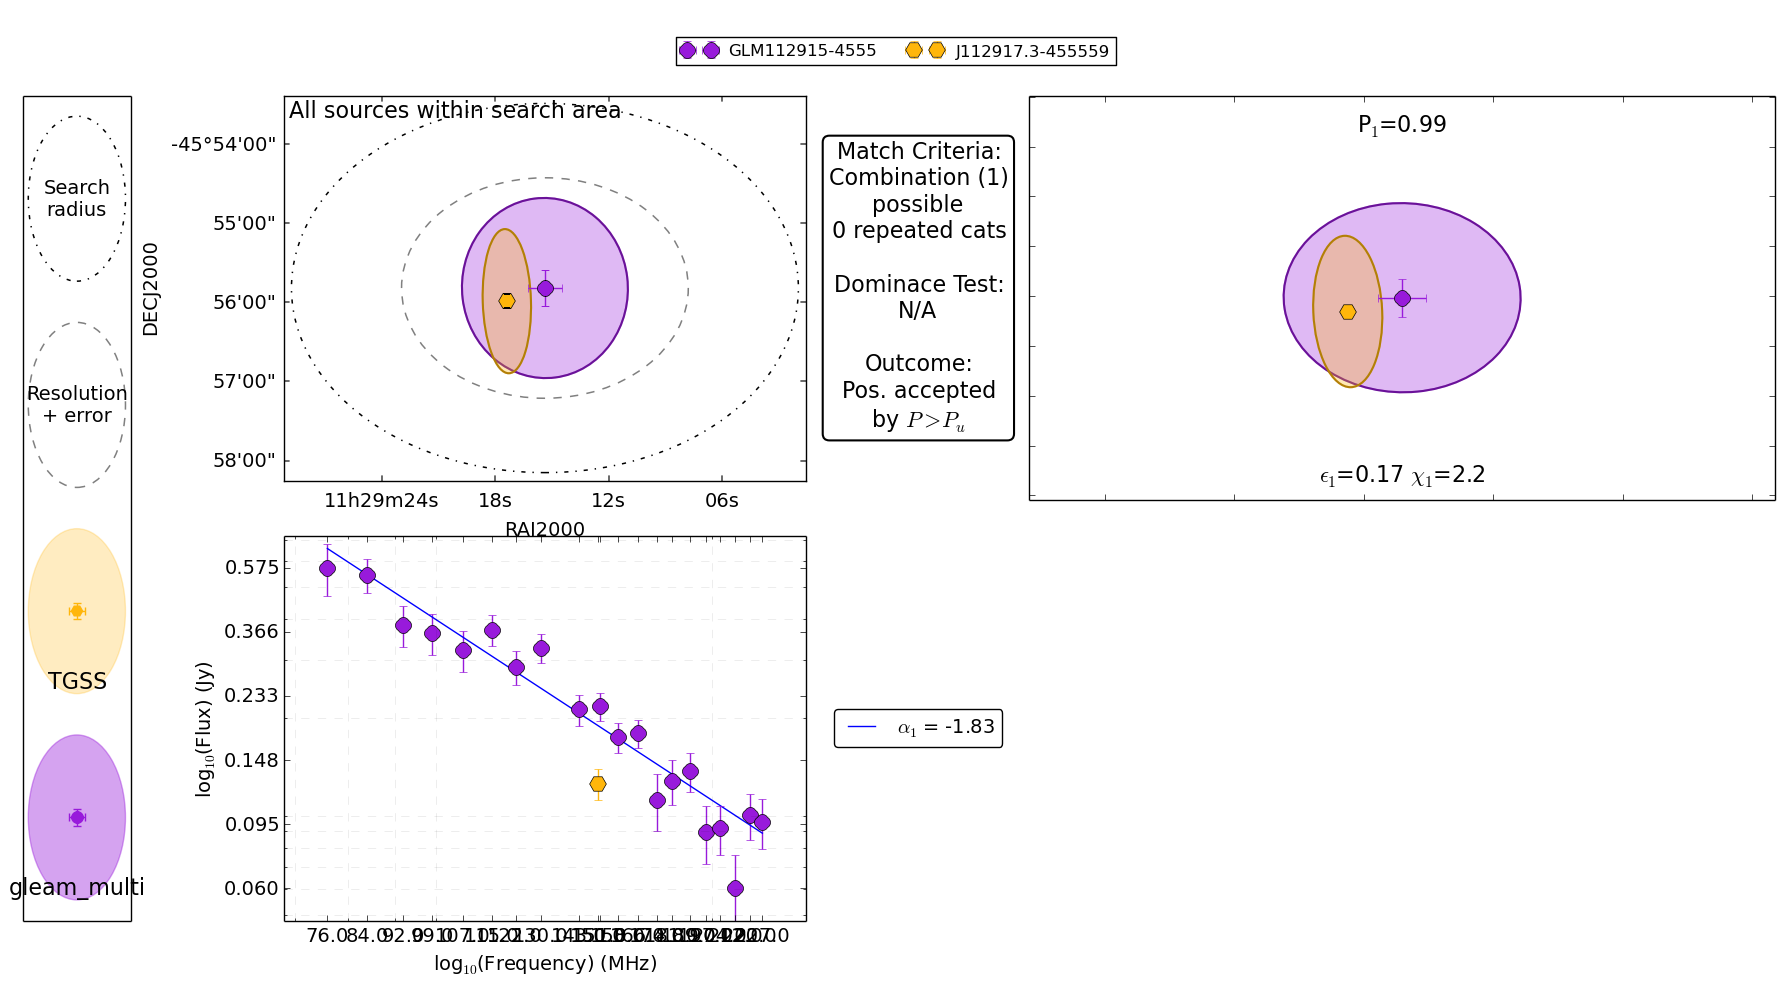 GLM112915-4555 J112917.3-455559
Search
radius
Resolution
+ error
TGSS
gleam_multi
All sources within search area
DECJ2000
-45°54'00"
55'00"
56'00"
57'00"
58'00"
11h29m24s 18s 12s 06s
RAJ2000
Match Criteria:
Combination (1)
possible
0 repeated cats
Dominace Test:
N/A
Outcome:
Pos. accepted
by P>Pu
P1=0.99
ϵ1=0.17 χ1=2.2
log10(Flux) (Jy)
0.575
0.366
0.233
0.148
0.095
0.060
76.0 84.0 92.0
log10(Frequency) (MHz)
α1 = -1.83